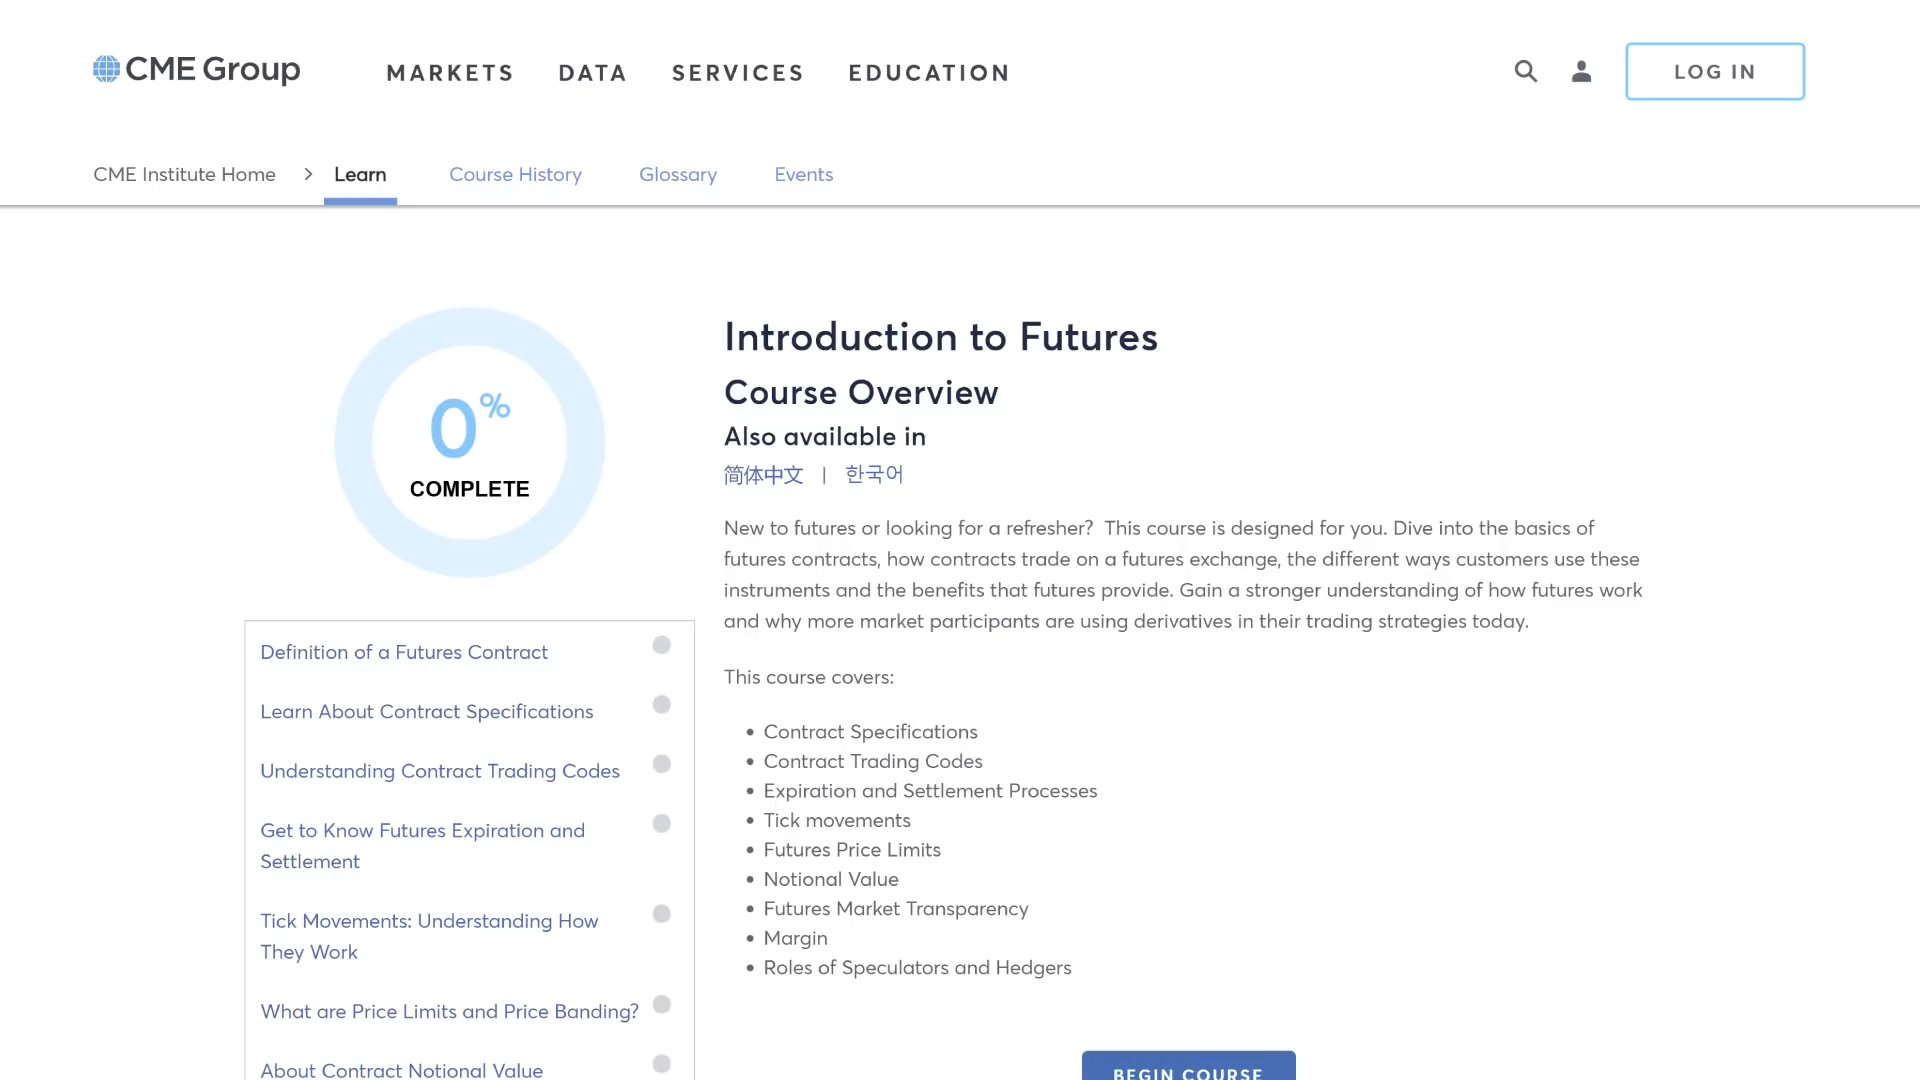 CME Group
MARKETS
DATA
SERVICES
EDUCATION
LOG IN
CME Institute Home
Learn
Course History
Glossary
Events
0%
COMPLETE
Definition of a Futures Contract
Learn About Contract Specifications
Understanding Contract Trading Codes
Get to Know Futures Expiration and
Settlement
Tick Movements: Understanding How
They Work
What are Price Limits and Price Banding?
About Contract Notional Value
Introduction to Futures
Course Overview
Also available in
简体中文 | 한국어
New to futures or looking for a refresher? This course is designed for you. Dive into the basics of
futures contracts, how contracts trade on a futures exchange, the different ways customers use these
instruments and the benefits that futures provide. Gain a stronger understanding of how futures work
and why more market participants are using derivatives in their trading strategies today.
This course covers:
• Contract Specifications
• Contract Trading Codes
• Expiration and Settlement Processes
• Tick movements
• Futures Price Limits
• Notional Value
• Futures Market Transparency
• Margin
• Roles of Speculators and Hedgers
BEGIN COURSE